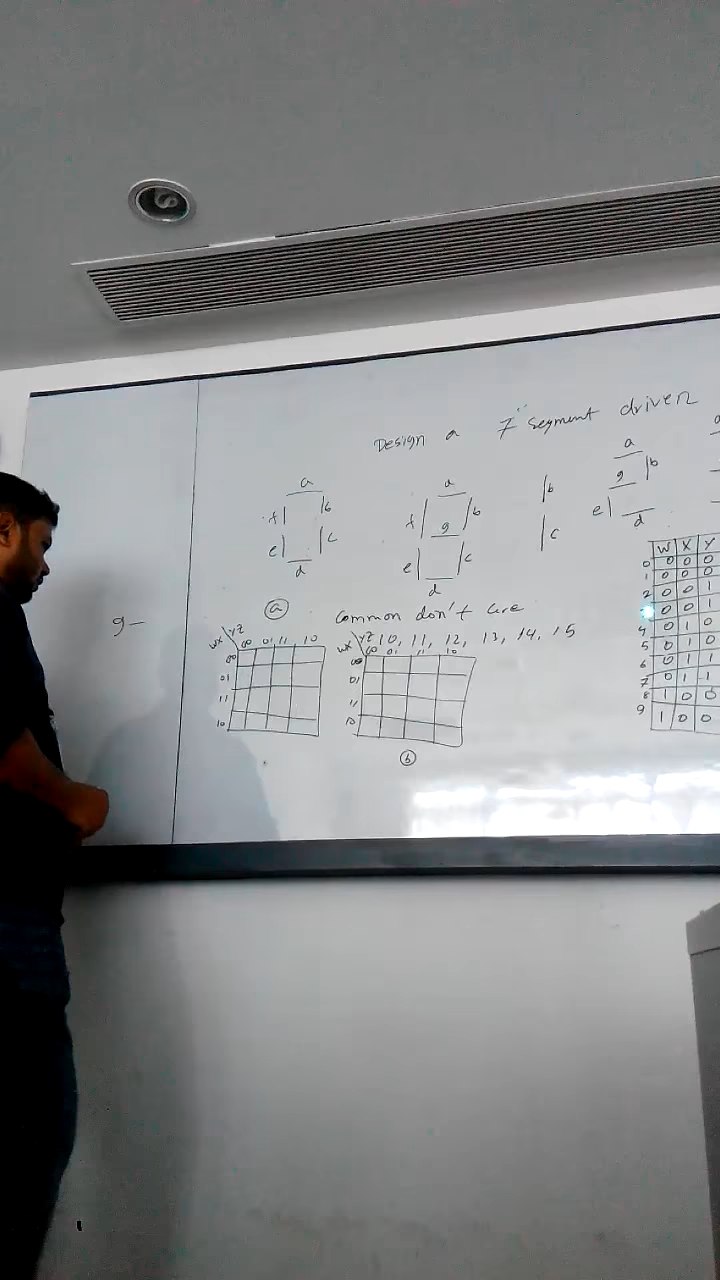 Design a 7 segment driver
a
f b
e c
d
a
f b
g
e c
d
b
c
a
g b
e
d
9-
a
Common don't care
10, 11, 12, 13, 14, 15
wx yz 00 01 11 10
00
01
11
10
wx yz 00 01 11 10
00
01
11
10
b
W X Y
0 0 0 0
1 0 0 0
2 0 0 1
0 0 1
4 0 1 0
5 0 1 0
6 0 1 1
7 0 1 1
8 1 0 0
9 1 0 0